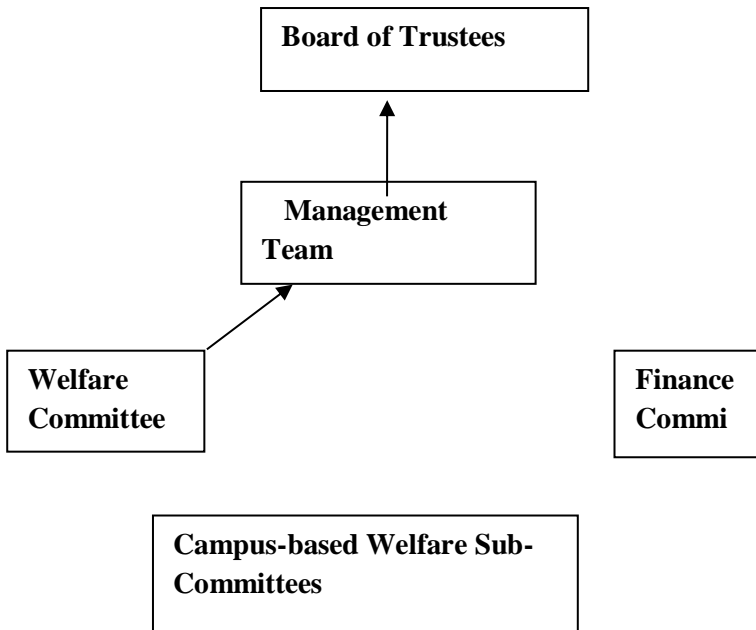 Board of Trustees
Management
Team
Welfare
Committee
Finance
Commi
Campus-based Welfare Sub-
Committees